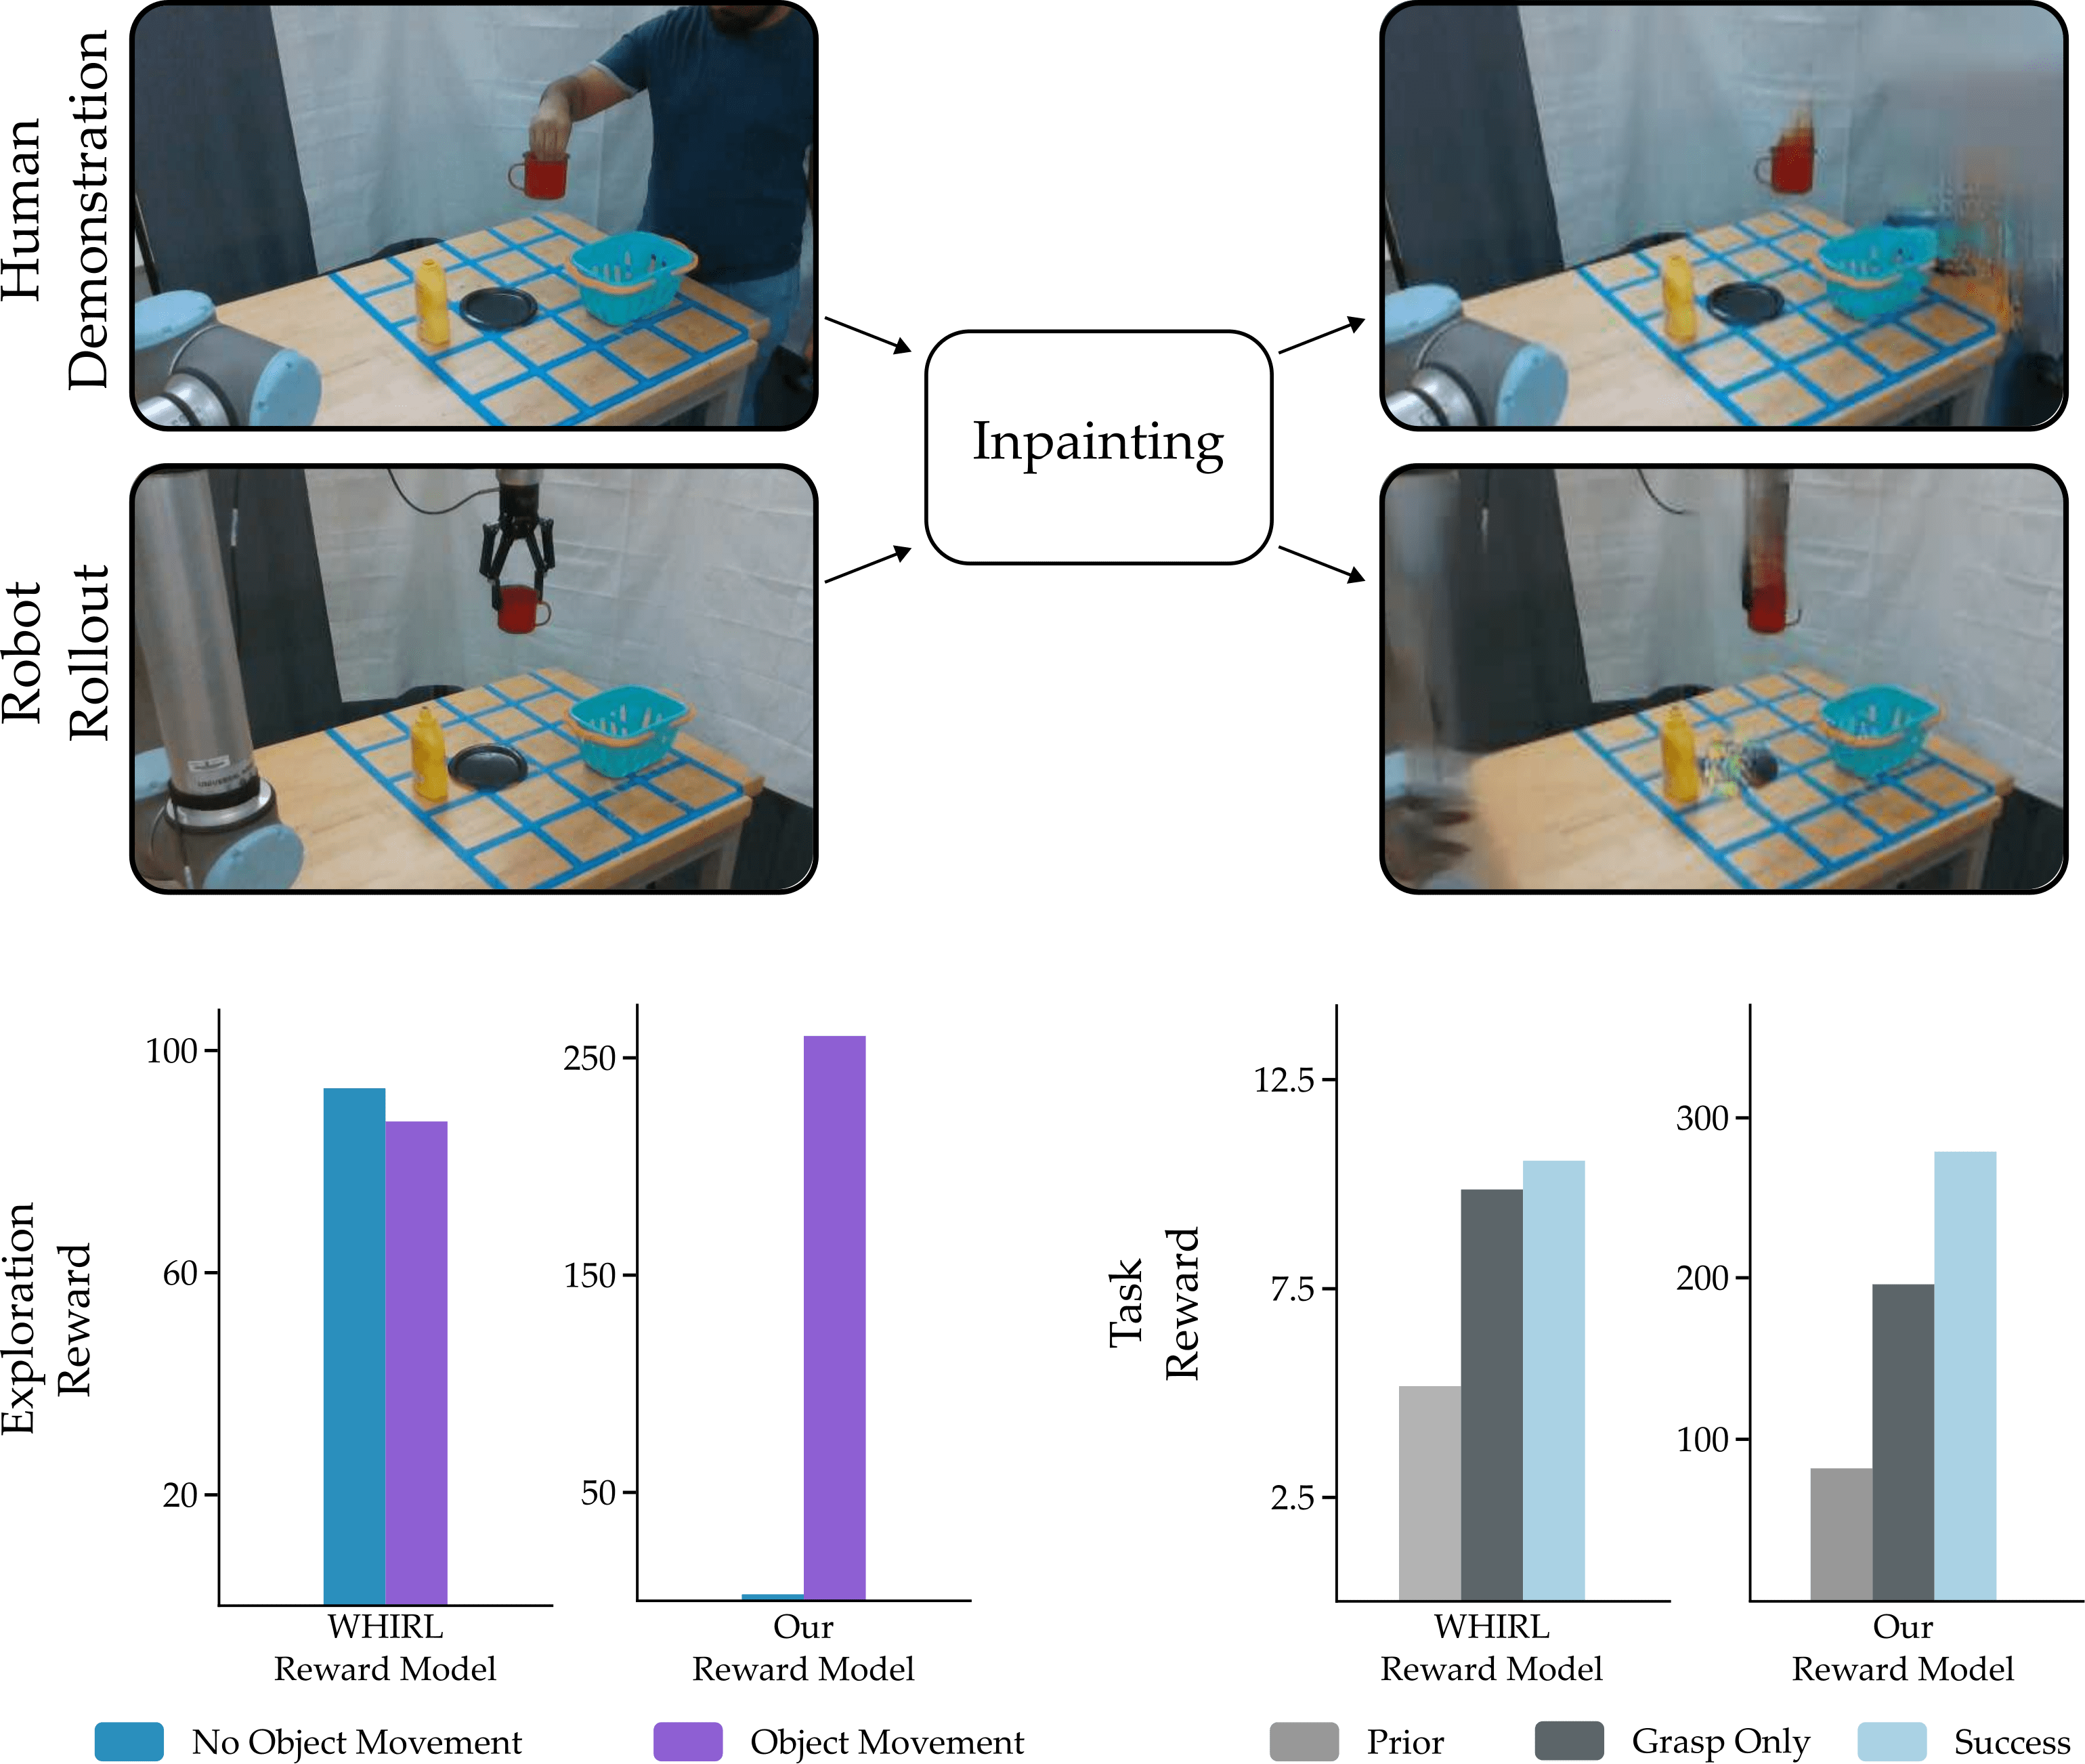 Human
Demonstration
Inpainting
Robot
Rollout
Exploration
Reward
100
60
20
WHIRL
Reward Model
250
150
50
Our
Reward Model
No Object Movement
Object Movement
Task
Reward
12.5
7.5
2.5
WHIRL
Reward Model
300
200
100
Our
Reward Model
Prior
Grasp Only
Success